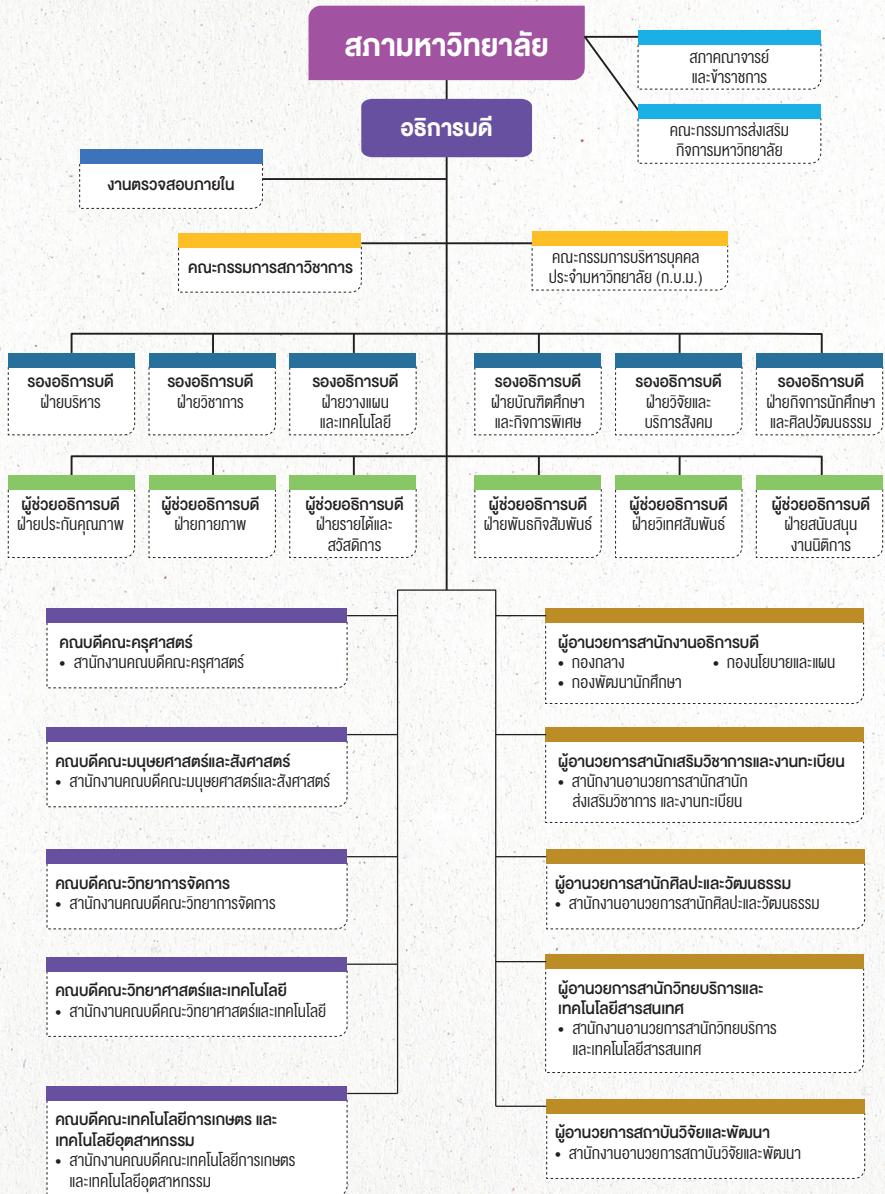 สภามหาวิทยาลัย
สภาคณาจารย์
และข้าราชการ
อธิการบดี
คณะกรรมการส่งเสริม
กิจการมหาวิทยาลัย
งานตรวจสอบภายใน
คณะกรรมการสภาวิชาการ
คณะกรรมการบริหารบุคคล
ประจำมหาวิทยาลัย (ก.บ.ม.)
รองอธิการบดี
ฝ่ายบริหาร
รองอธิการบดี
ฝ่ายวิชาการ
รองอธิการบดี
ฝ่ายวางแผน
และเทคโนโลยี
รองอธิการบดี
ฝ่ายบัณฑิตศึกษา
และกิจการพิเศษ
รองอธิการบดี
ฝ่ายวิจัยและ
บริการสังคม
รองอธิการบดี
ฝ่ายกิจการนักศึกษา
และศิลปวัฒนธรรม
ผู้ช่วยอธิการบดี
ฝ่ายประกันคุณภาพ
ผู้ช่วยอธิการบดี
ฝ่ายกายภาพ
ผู้ช่วยอธิการบดี
ฝ่ายรายได้และ
สวัสดิการ
ผู้ช่วยอธิการบดี
ฝ่ายพันธกิจสัมพันธ์
ผู้ช่วยอธิการบดี
ฝ่ายวิเทศสัมพันธ์
ผู้ช่วยอธิการบดี
ฝ่ายสนับสนุน
งานนิติการ
คณบดีคณะครุศาสตร์
• สานักงานคณบดีคณะครุศาสตร์
คณบดีคณะมนุษยศาสตร์และสังศาสตร์
• สานักงานคณบดีคณะมนุษยศาสตร์และสังศาสตร์
คณบดีคณะวิทยาการจัดการ
• สานักงานคณบดีคณะวิทยาการจัดการ
คณบดีคณะวิทยาศาสตร์และเทคโนโลยี
• สานักงานคณบดีคณะวิทยาศาสตร์และเทคโนโลยี
คณบดีคณะเทคโนโลยีการเกษตร และ
เทคโนโลยีอุตสาหกรรม
• สานักงานคณบดีคณะเทคโนโลยีการเกษตร
และเทคโนโลยีอุตสาหกรรม
ผู้อานวยการสานักงานอธิการบดี
• กองกลาง • กองนโยบายและแผน
• กองพัฒนานักศึกษา
ผู้อานวยการสานักเสริมวิชาการและงานทะเบียน
• สานักงานอานวยการสานักสานัก
ส่งเสริมวิชาการ และงานทะเบียน
ผู้อานวยการสานักศิลปะและวัฒนธรรม
• สานักงานอานวยการสานักศิลปะและวัฒนธรรม
ผู้อานวยการสานักวิทยบริการและ
เทคโนโลยีสารสนเทศ
• สานักงานอานวยการสานักวิทยบริการ
และเทคโนโลยีสารสนเทศ
ผู้อานวยการสถาบันวิจัยและพัฒนา
• สานักงานอานวยการสถาบันวิจัยและพัฒนา